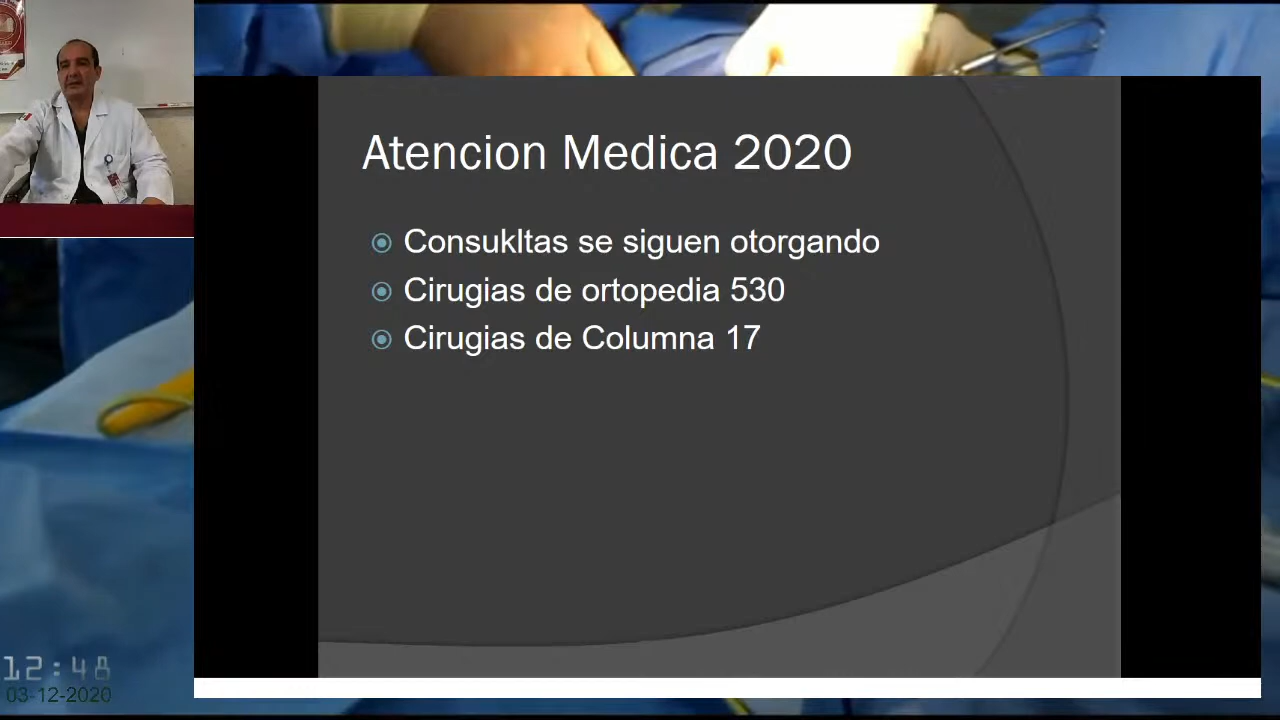 Atencion Medica 2020
Consukltas se siguen otorgando
Cirugias de ortopedia 530
Cirugias de Columna 17
12:48
03-12-2020